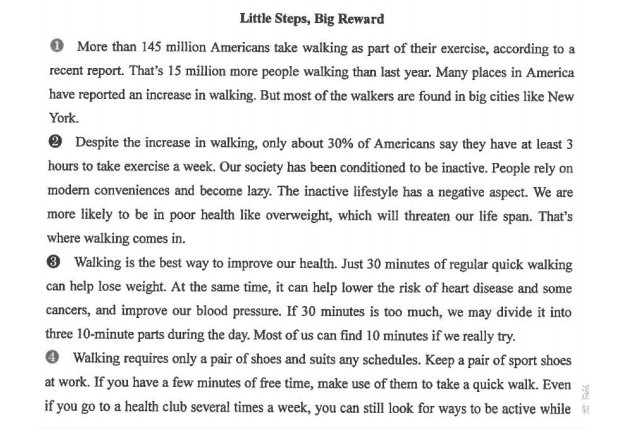 Little Steps, Big Reward
❶ More than 145 million Americans take walking as part of their exercise, according to a
recent report. That's 15 million more people walking than last year. Many places in America
have reported an increase in walking. But most of the walkers are found in big cities like New
York.
❷ Despite the increase in walking, only about 30% of Americans say they have at least 3
hours to take exercise a week. Our society has been conditioned to be inactive. People rely on
modern conveniences and become lazy. The inactive lifestyle has a negative aspect. We are
more likely to be in poor health like overweight, which will threaten our life span. That's
where walking comes in.
❸ Walking is the best way to improve our health. Just 30 minutes of regular quick walking
can help lose weight. At the same time, it can help lower the risk of heart disease and some
cancers, and improve our blood pressure. If 30 minutes is too much, we may divide it into
three 10-minute parts during the day. Most of us can find 10 minutes if we really try.
❹ Walking requires only a pair of shoes and suits any schedules. Keep a pair of sport shoes
at work. If you have a few minutes of free time, make use of them to take a quick walk. Even
if you go to a health club several times a week, you can still look for ways to be active while